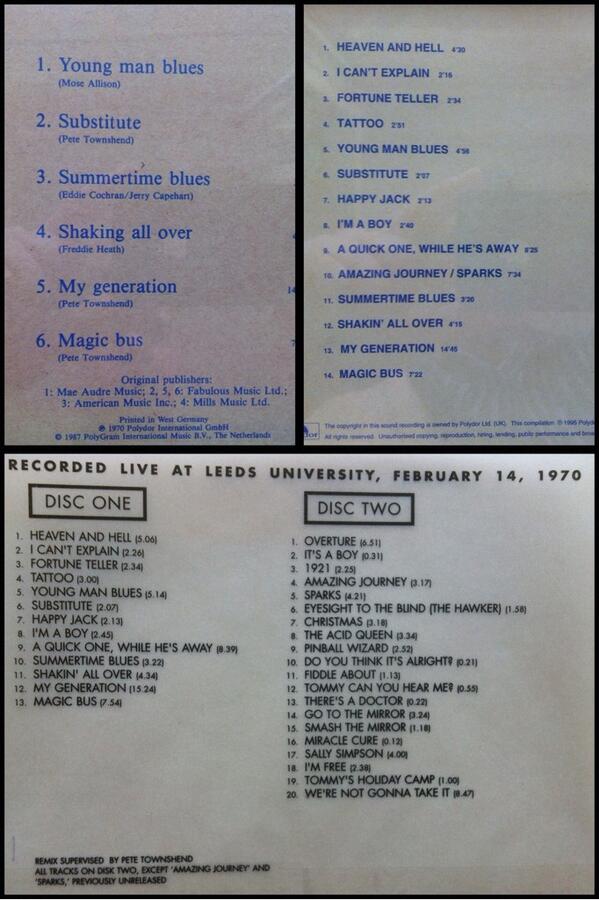 1. Young man blues
(Mose Allison)
2. Substitute
(Pete Townshend)
3. Summertime blues
(Eddie Cochran/Jerry Capehart)
4. Shaking all over
(Freddie Heath)
5. My generation
(Pete Townshend)
6. Magic bus
(Pete Townshend)
Original publishers:
1: Mae Audre Music; 2, 5, 6: Fabulous Music Ltd.;
3: American Music Inc.; 4: Mills Music Ltd.
Printed in West Germany
℗ 1970 Polydor International GmbH
© 1987 PolyGram International Music B.V., The Netherlands
1. HEAVEN AND HELL 4'30
2. I CAN'T EXPLAIN 2'16
3. FORTUNE TELLER 2'34
4. TATTOO 2'51
5. YOUNG MAN BLUES 4'56
6. SUBSTITUTE 2'07
7. HAPPY JACK 2'13
8. I'M A BOY 2'40
9. A QUICK ONE, WHILE HE'S AWAY 8'25
10. AMAZING JOURNEY / SPARKS 7'34
11. SUMMERTIME BLUES 3'20
12. SHAKIN' ALL OVER 4'15
13. MY GENERATION 14'45
14. MAGIC BUS 7'22
The copyright in this sound recording is owned by Polydor Ltd. (UK). This compilation ℗ 1995
All rights reserved. Unauthorised copying, reproduction, hiring, lending, public performance and
RECORDED LIVE AT LEEDS UNIVERSITY, FEBRUARY 14, 1970
DISC ONE
1. HEAVEN AND HELL (5.06)
2. I CAN'T EXPLAIN (2.26)
3. FORTUNE TELLER (2.34)
4. TATTOO (3.00)
5. YOUNG MAN BLUES (5.14)
6. SUBSTITUTE (2.07)
7. HAPPY JACK (2.13)
8. I'M A BOY (2.45)
9. A QUICK ONE, WHILE HE'S AWAY (8.39)
10. SUMMERTIME BLUES (3.22)
11. SHAKIN' ALL OVER (4.34)
12. MY GENERATION (15.24)
13. MAGIC BUS (7.54)
DISC TWO
1. OVERTURE (6.51)
2. IT'S A BOY (0.31)
3. 1921 (2.25)
4. AMAZING JOURNEY (3.17)
5. SPARKS (4.21)
6. EYESIGHT TO THE BLIND (THE HAWKER) (1.58)
7. CHRISTMAS (3.18)
8. THE ACID QUEEN (3.34)
9. PINBALL WIZARD (2.52)
10. DO YOU THINK IT'S ALRIGHT? (0.21)
11. FIDDLE ABOUT (1.13)
12. TOMMY CAN YOU HEAR ME? (0.55)
13. THERE'S A DOCTOR (0.22)
14. GO TO THE MIRROR (3.24)
15. SMASH THE MIRROR (1.18)
16. MIRACLE CURE (0.12)
17. SALLY SIMPSON (4.00)
18. I'M FREE (2.38)
19. TOMMY'S HOLIDAY CAMP (1.00)
20. WE'RE NOT GONNA TAKE IT (8.47)
REMIX SUPERVISED BY PETE TOWNSHEND
ALL TRACKS ON DISK TWO, EXCEPT 'AMAZING JOURNEY' AND
'SPARKS,' PREVIOUSLY UNRELEASED